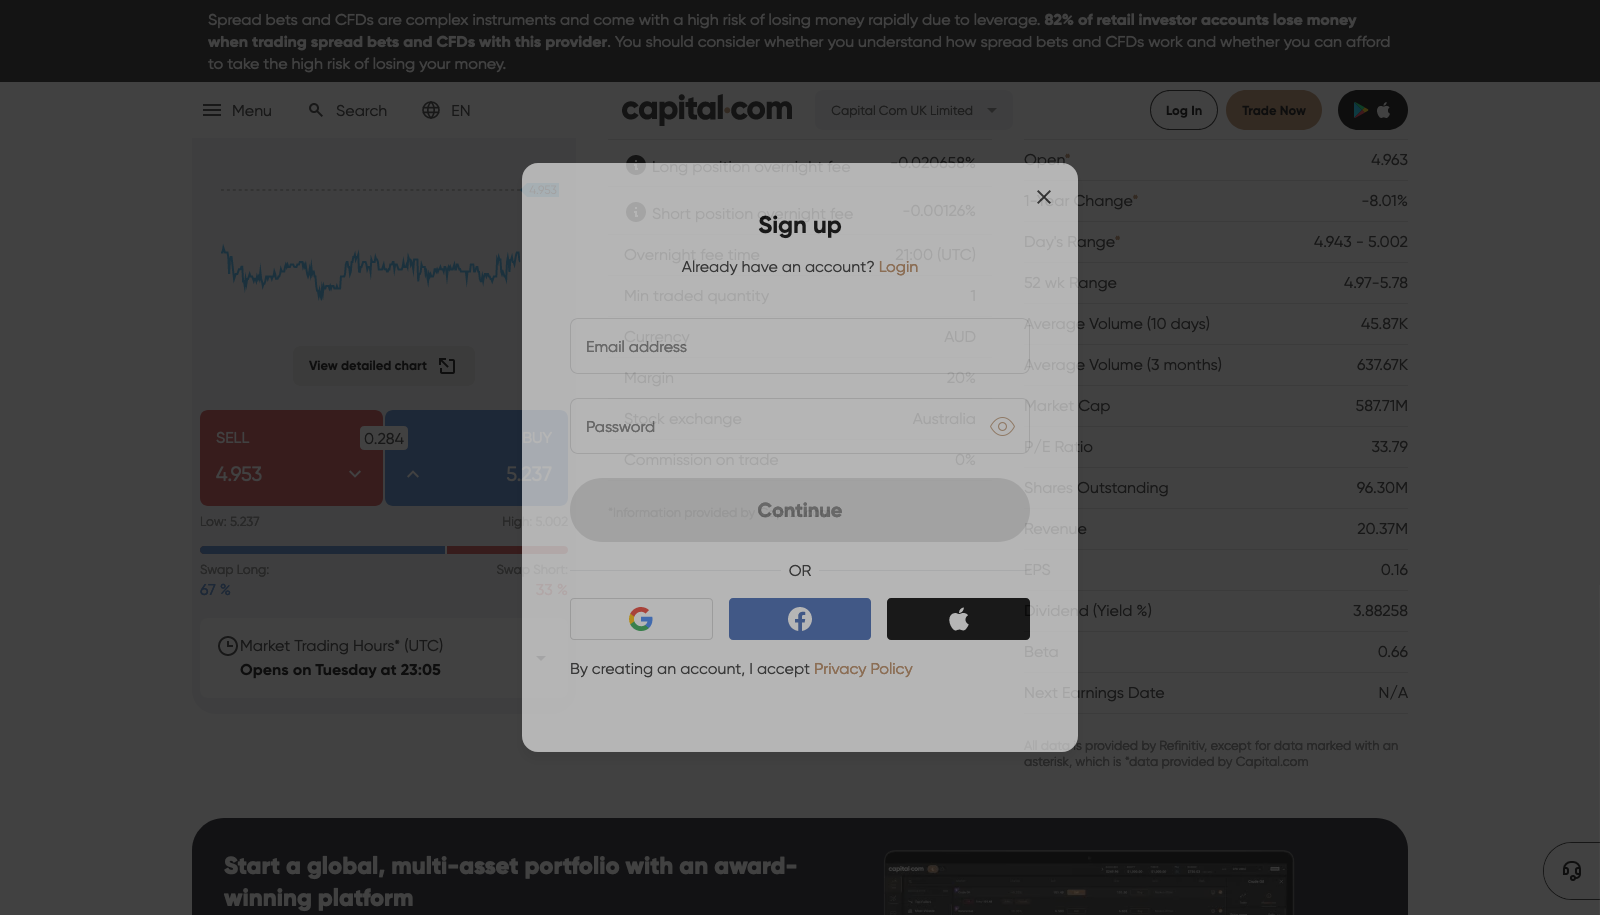 Spread bets and CFDs are complex instruments and come with a high risk of losing money rapidly due to leverage. 82% of retail investor accounts lose money
when trading spread bets and CFDs with this provider. You should consider whether you understand how spread bets and CFDs work and whether you can afford
to take the high risk of losing your money.
Menu
Search
EN
capital.com
Capital Com UK Limited
Log In
Trade Now
4.953
View detailed chart
SELL
4.953
0.284
BUY
5.237
Low: 5.237
High: 5.002
Swap Long:
67 %
Swap Short:
33 %
Market Trading Hours* (UTC)
Opens on Tuesday at 23:05
Long position overnight fee -0.020658%
Short position overnight fee -0.00126%
Overnight fee time 21:00 (UTC)
Min traded quantity 1
Currency AUD
Margin 20%
Stock exchange Australia
Commission on trade 0%
*Information provided by
Sign up
Already have an account? Login
Email address
Password
Continue
OR
By creating an account, I accept Privacy Policy
Open* 4.963
1-Year Change* -8.01%
Day's Range* 4.943 - 5.002
52 wk Range 4.97-5.78
Average Volume (10 days) 45.87K
Average Volume (3 months) 637.67K
Market Cap 587.71M
P/E Ratio 33.79
Shares Outstanding 96.30M
Revenue 20.37M
EPS 0.16
Dividend (Yield %) 3.88258
Beta 0.66
Next Earnings Date N/A
All data is provided by Refinitiv, except for data marked with an
asterisk, which is *data provided by Capital.com
Start a global, multi-asset portfolio with an award-
winning platform
capital.com